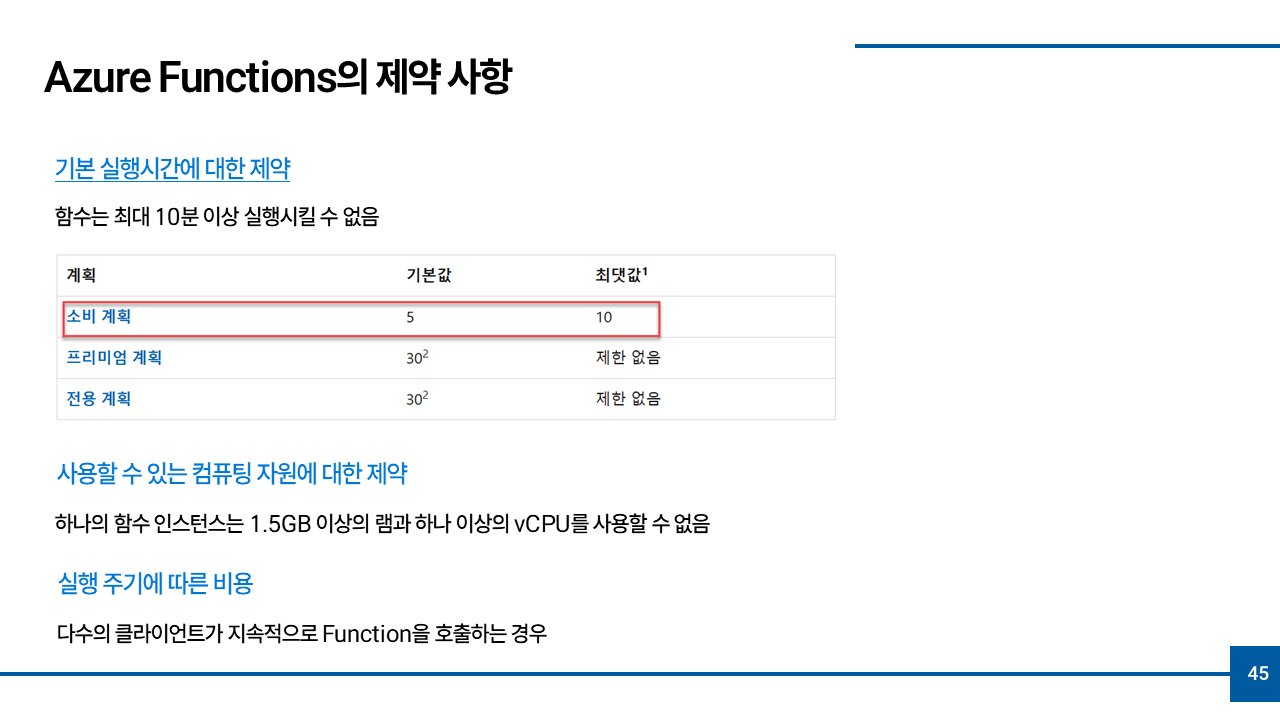 Azure Functions의 제약 사항
기본 실행시간에 대한 제약
함수는 최대 10분 이상 실행시킬 수 없음
계획 기본값 최댓값¹
소비 계획 5 10
프리미엄 계획 30² 제한 없음
전용 계획 30² 제한 없음
사용할 수 있는 컴퓨팅 자원에 대한 제약
하나의 함수 인스턴스는 1.5GB 이상의 램과 하나 이상의 vCPU를 사용할 수 없음
실행 주기에 따른 비용
다수의 클라이언트가 지속적으로 Function을 호출하는 경우
45